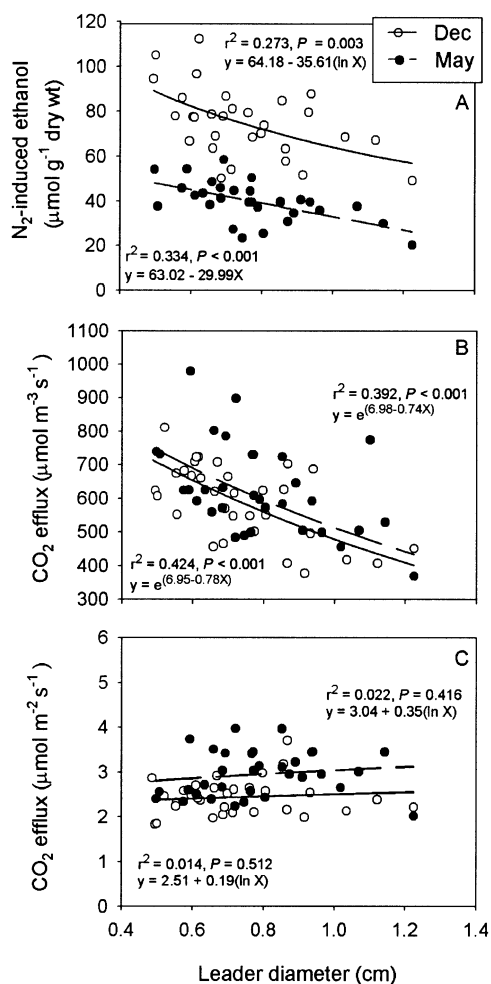 Dec
May
A
r² = 0.273, P = 0.003
y = 64.18 - 35.61(ln X)
N₂-induced ethanol
(μmol g⁻¹ dry wt)
120
100
80
60
40
20
0
r² = 0.334, P < 0.001
y = 63.02 - 29.99X
B
r² = 0.392, P < 0.001
y = e^(6.98-0.74X)
CO₂ efflux (μmol m⁻³ s⁻¹)
1100
1000
900
800
700
600
500
400
300
r² = 0.424, P < 0.001
y = e^(6.95-0.78X)
C
r² = 0.022, P = 0.416
y = 3.04 + 0.35(ln X)
CO₂ efflux (μmol m⁻² s⁻¹)
6
5
4
3
2
1
0
r² = 0.014, P = 0.512
y = 2.51 + 0.19(ln X)
0.4 0.6 0.8 1.0 1.2 1.4
Leader diameter (cm)